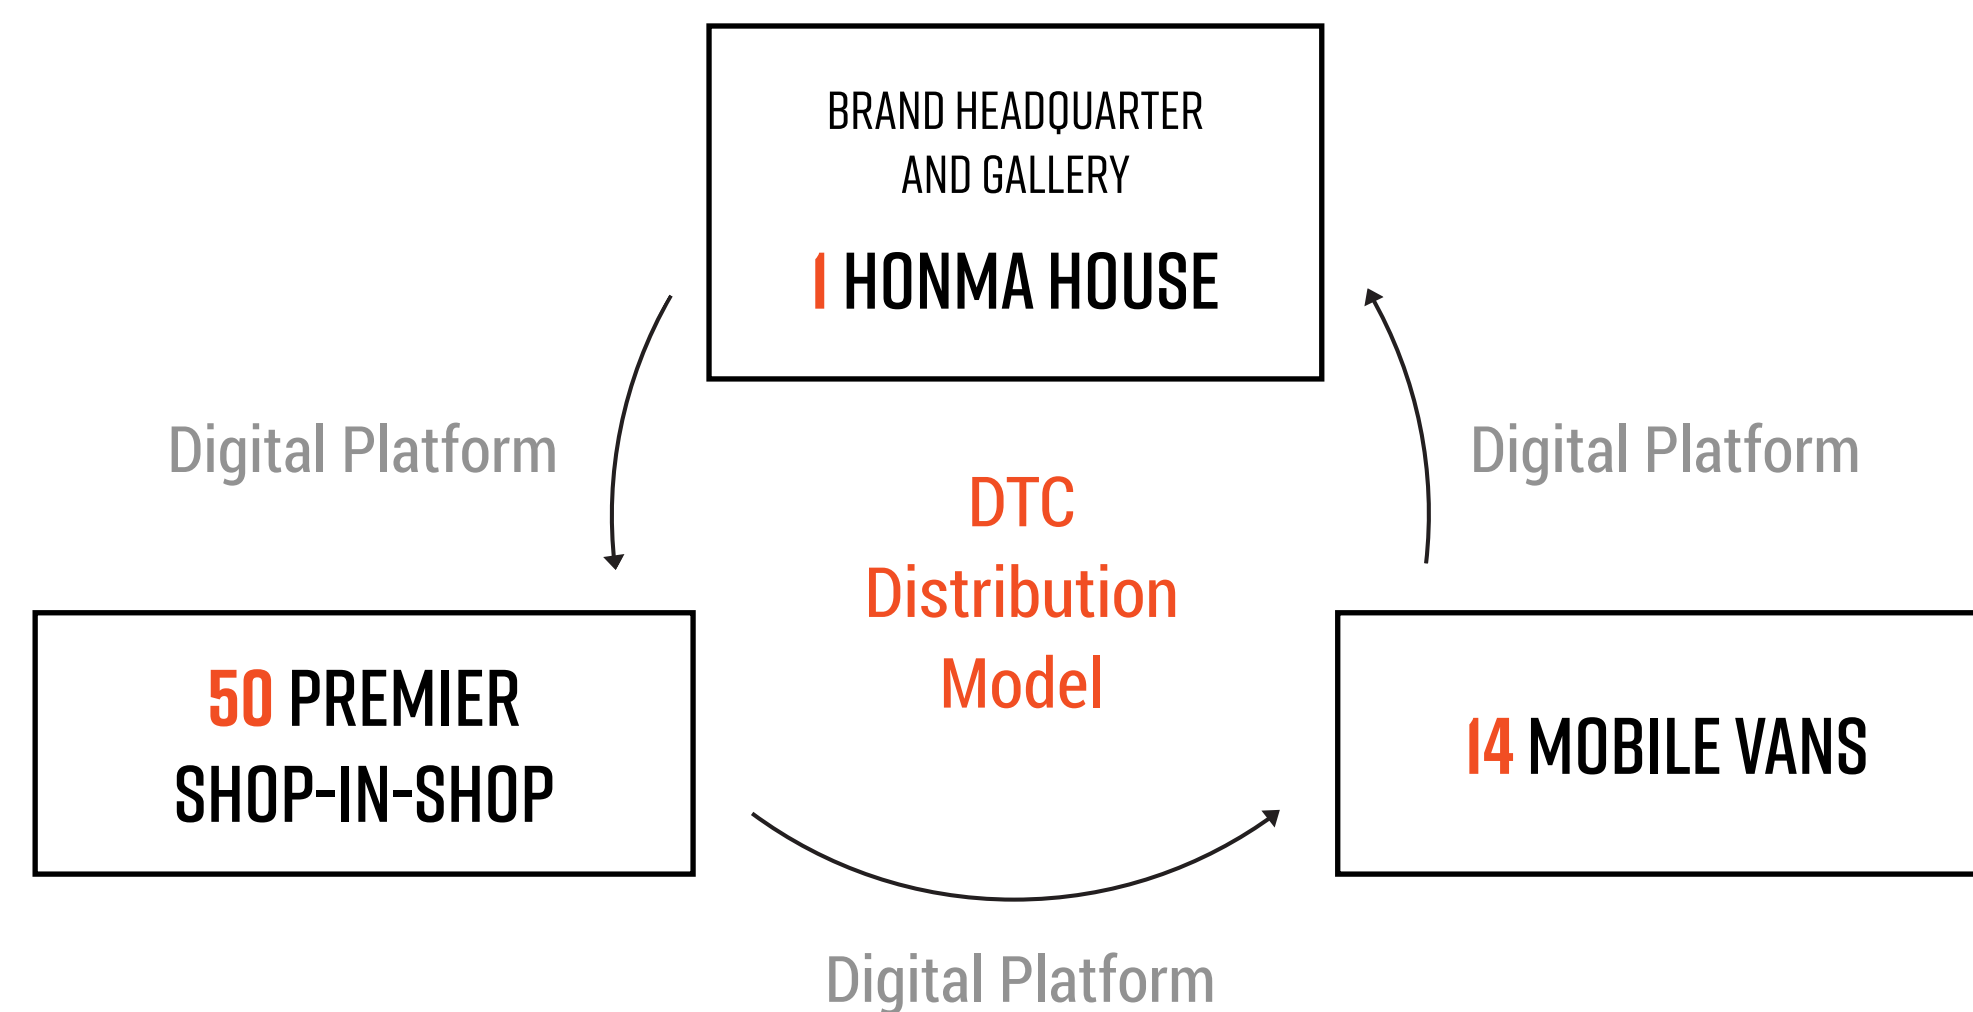 BRAND HEADQUARTER
AND GALLERY
1 HONMA HOUSE
Digital Platform
Digital Platform
DTC
Distribution
Model
50 PREMIER
SHOP-IN-SHOP
14 MOBILE VANS
Digital Platform